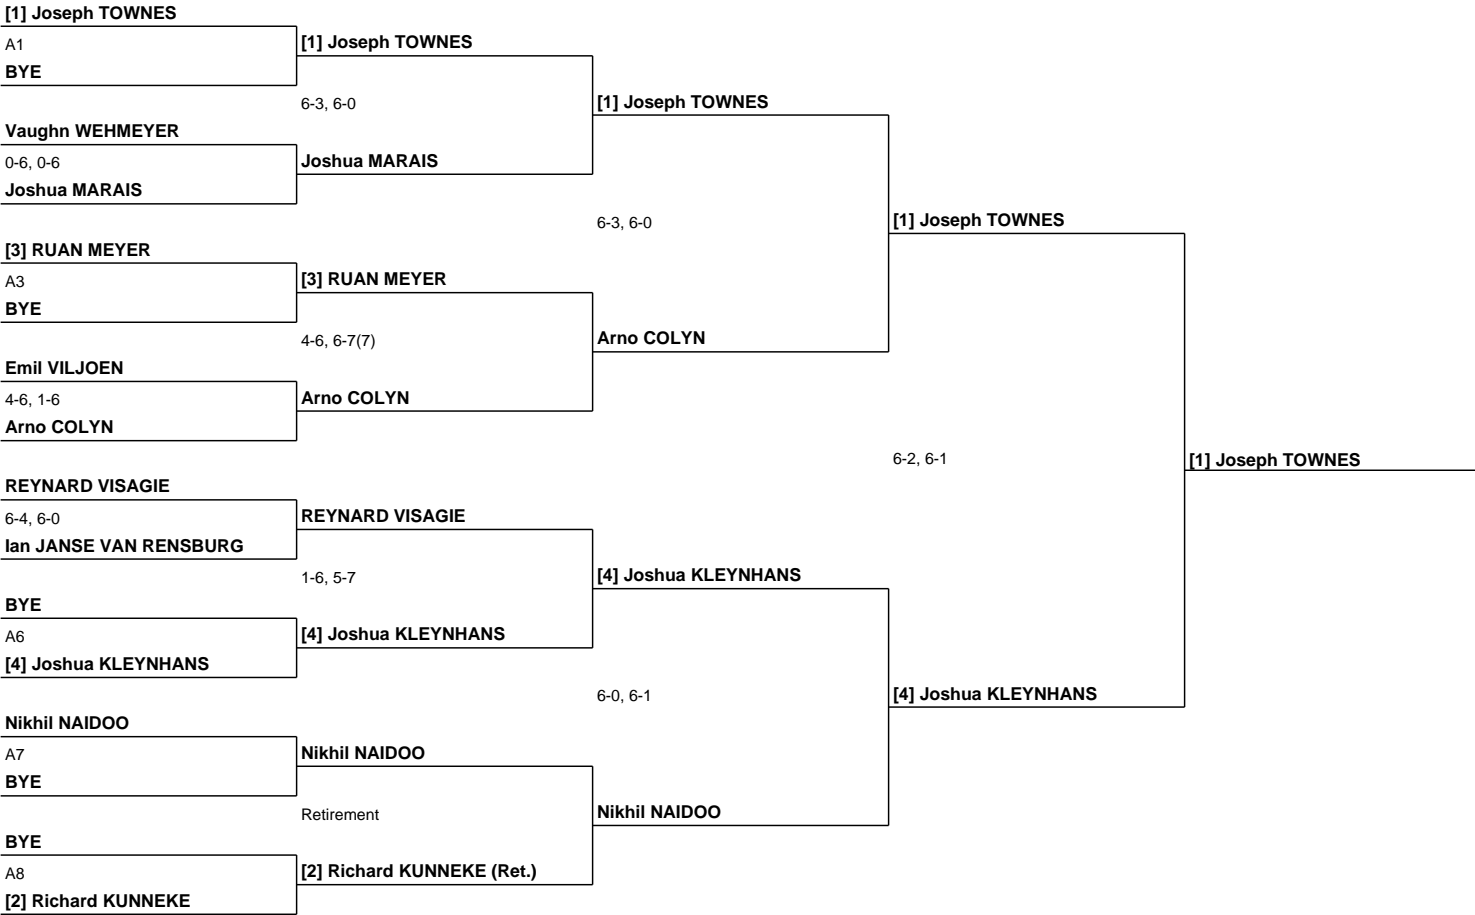 [1] Joseph TOWNES
A1
BYE
Vaughn WEHMEYER
0-6, 0-6
Joshua MARAIS
[3] RUAN MEYER
A3
BYE
Emil VILJOEN
4-6, 1-6
Arno COLYN
REYNARD VISAGIE
6-4, 6-0
Ian JANSE VAN RENSBURG
BYE
A6
[4] Joshua KLEYNHANS
Nikhil NAIDOO
A7
BYE
BYE
A8
[2] Richard KUNNEKE
[1] Joseph TOWNES
6-3, 6-0
Joshua MARAIS
[3] RUAN MEYER
4-6, 6-7(7)
Arno COLYN
REYNARD VISAGIE
1-6, 5-7
[4] Joshua KLEYNHANS
Nikhil NAIDOO
Retirement
[2] Richard KUNNEKE (Ret.)
[1] Joseph TOWNES
6-3, 6-0
Arno COLYN
[4] Joshua KLEYNHANS
6-0, 6-1
Nikhil NAIDOO
[1] Joseph TOWNES
6-2, 6-1
[4] Joshua KLEYNHANS
[1] Joseph TOWNES